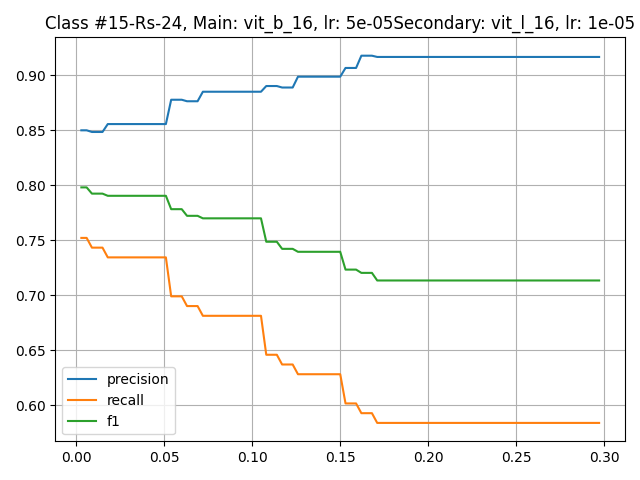 Class #15-Rs-24, Main: vit_b_16, lr: 5e-05Secondary: vit_l_16, lr: 1e-05
0.90
0.85
0.80
0.75
0.70
0.65
0.60
precision
recall
f1
0.00 0.05 0.10 0.15 0.20 0.25 0.30